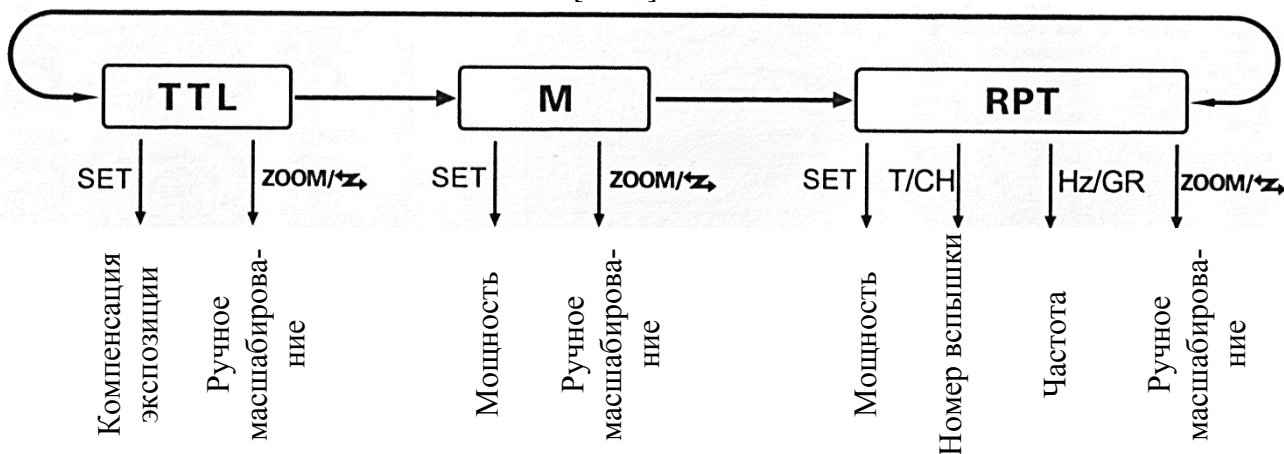 TTL
M
RPT
SET
ZOOM/
SET
ZOOM/
SET
T/CH
Hz/GR
ZOOM/
Компенсация
экспозиции
Ручное
масшабирова-
ние
Мощность
Ручное
масшабирова-
ние
Мощность
Номер вспышки
Частота
Ручное
масшабирова-
ние